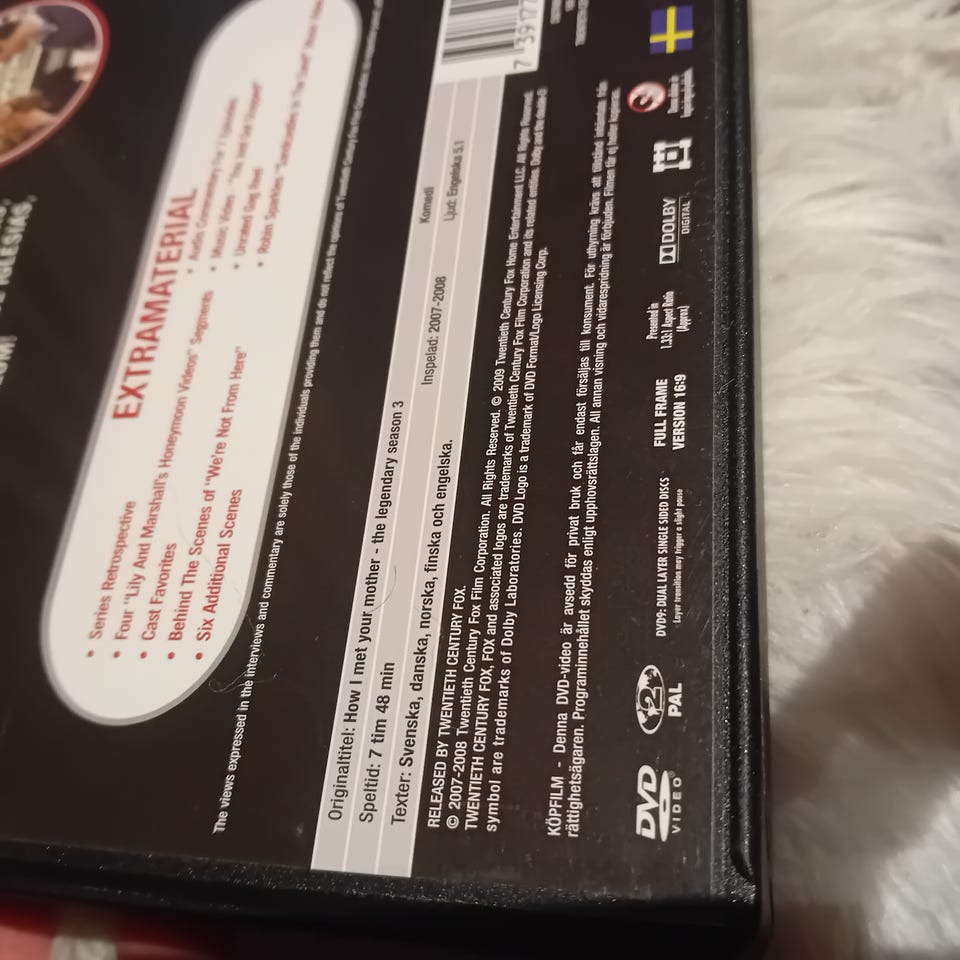 IGLESIAS,
EXTRAMATERIAL
• Series Retrospective
• Four "Lily And Marshall's Honeymoon Videos" Segments
• Cast Favorites
• Behind The Scenes of "We're Not From Here"
• Six Additional Scenes
• Audio Commentary For 7 Episodes
• Music Video
• Unrated Gag Reel
• Robin Sparkles "Sandcastles In The Sand" Music Video
The views expressed in the interviews and commentary are solely those of the individuals providing them and do not reflect the views of Twentieth Century Fox
Originaltitel: How I met your mother - the legendary season 3
Komedi
Speltid: 7 tim 48 min
Inspelad: 2007-2008
Ljud: Engelska 5.1
Texter: Svenska, danska, norska, finska och engelska.
RELEASED BY TWENTIETH CENTURY FOX.
© 2007-2008 Twentieth Century Fox Film Corporation. All Rights Reserved. © 2009 Twentieth Century Fox Home Entertainment LLC. All Rights Reserved.
TWENTIETH CENTURY FOX, FOX and associated logos are trademarks of Twentieth Century Fox Film Corporation and its related entities. Dolby and the double-D
symbol are trademarks of Dolby Laboratories. DVD Logo is a trademark of DVD Format/Logo Licensing Corp.
KÖPFILM - Denna DVD-video är avsedd för privat bruk och får endast försäljas till konsument. För uthyrning krävs att tillstånd inhämtats från
rättighetsägaren. Programinnehållet skyddas enligt upphovsrättslagen. All annan visning och vidarespridning är förbjuden. Filmen får ej heller kopieras.
DVD
VIDEO
2
PAL
DVD9: DUAL LAYER SINGLE SIDED DISCS
Layer transition may trigger a slight pause
FULL FRAME
VERSION 16:9
Presented in
1.33:1 Aspect Ratio
(Approx)
DOLBY
DIGITAL
7 39177